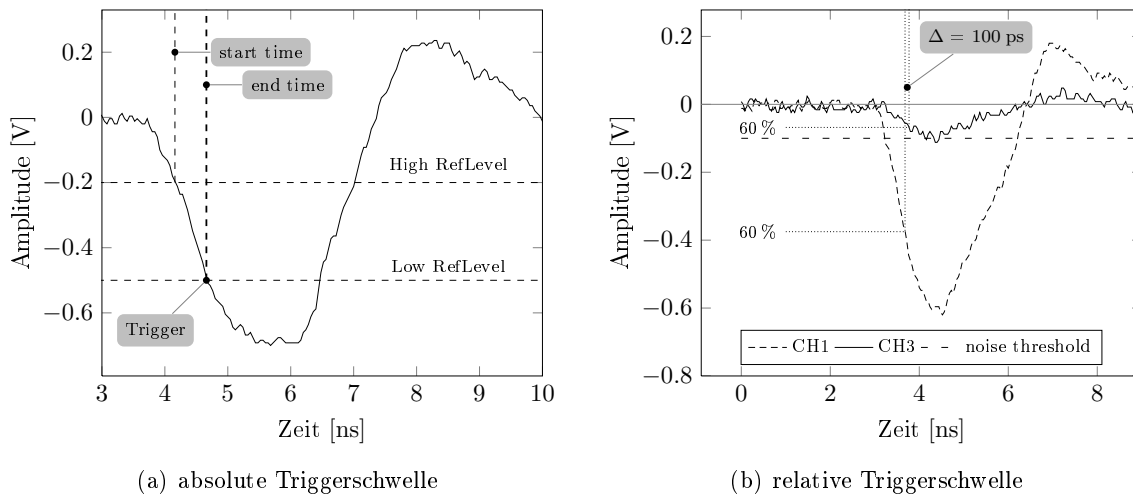 start time
end time
High RefLevel
Low RefLevel
Trigger
0.2
0
−0.2
−0.4
−0.6
Amplitude [V]
3 4 5 6 7 8 9 10
Zeit [ns]
(a) absolute Triggerschwelle
Δ = 100 ps
60 %
60 %
0.2
0
−0.2
−0.4
−0.6
−0.8
Amplitude [V]
CH1 CH3 noise threshold
0 2 4 6 8
Zeit [ns]
(b) relative Triggerschwelle